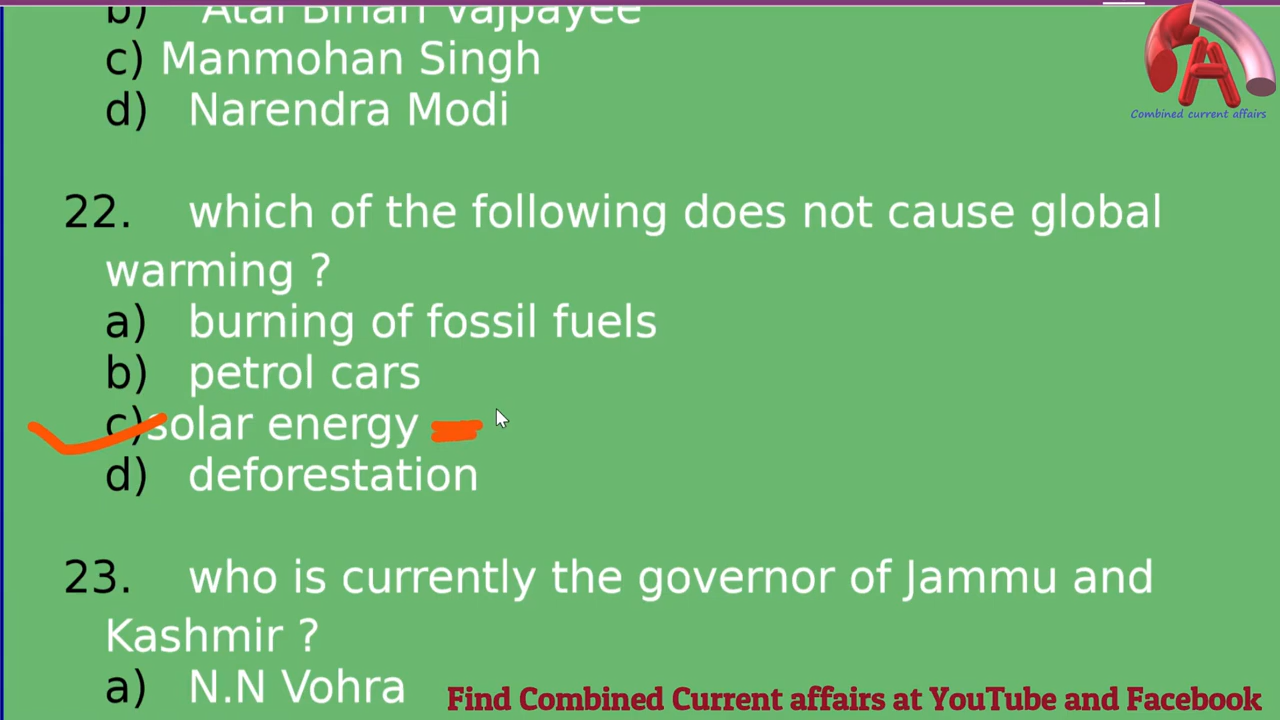 b) Atal Bihari Vajpayee
c) Manmohan Singh
d) Narendra Modi
Combined current affairs
22. which of the following does not cause global
warming ?
a) burning of fossil fuels
b) petrol cars
c)solar energy
d) deforestation
23. who is currently the governor of Jammu and
Kashmir ?
a) N.N Vohra
Find Combined Current affairs at YouTube and Facebook